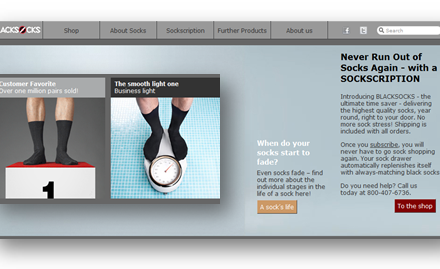 BLACKSOCKS
Shop
About Socks
Sockscription
Further Products
About us
f
t
Search
Customer Favorite
Over one million pairs sold!
The smooth light one
Business light
1
When do your
socks start to
fade?
Even socks fade – find
out more about the
individual stages in the
life of a sock here!
A sock's life
Never Run Out of
Socks Again - with a
SOCKSCRIPTION
Introducing BLACKSOCKS - the
ultimate time saver - delivering
the highest quality socks, year
round, right to your door. No
more sock stress! Shipping is
included with all orders.
Once you subscribe, you will
never have to go sock shopping
again. Your sock drawer
automatically replenishes itself
with always-matching black socks
Do you need help? Call us
today at 800-407-6736.
To the shop